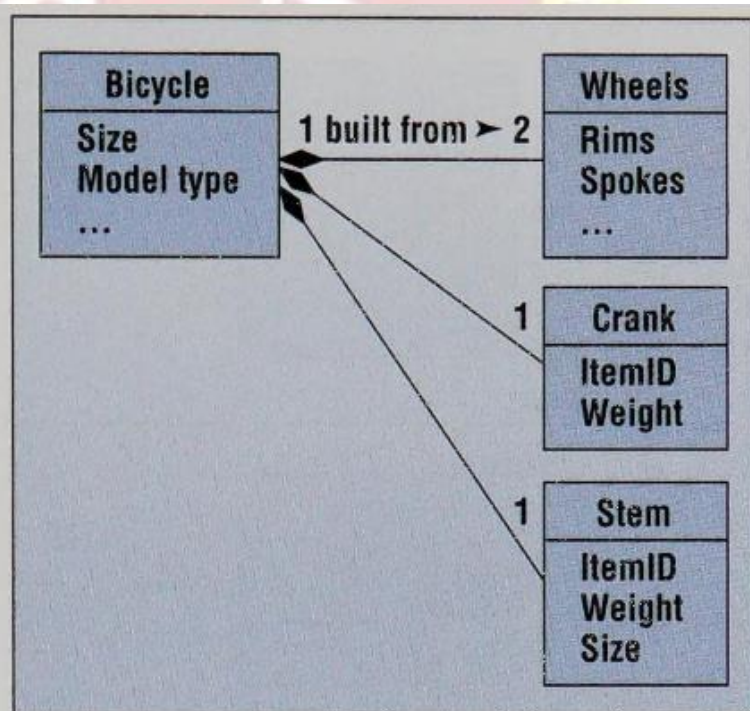 Bicycle
Size
Model type
...
1 built from ➤ 2
Wheels
Rims
Spokes
...
1
Crank
ItemID
Weight
1
Stem
ItemID
Weight
Size